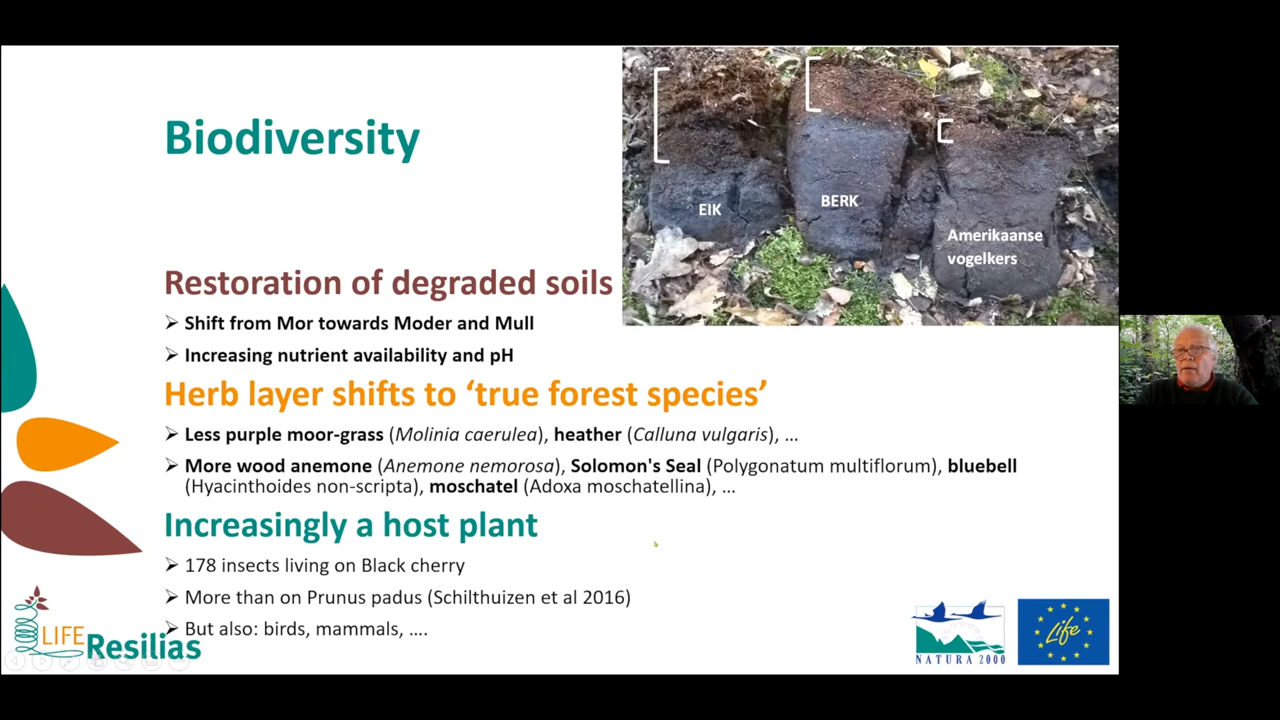 Biodiversity
EIK
BERK
Amerikaanse
vogelkers
Restoration of degraded soils
➢ Shift from Mor towards Moder and Mull
➢ Increasing nutrient availability and pH
Herb layer shifts to ‘true forest species’
➢ Less purple moor-grass (Molinia caerulea), heather (Calluna vulgaris), …
➢ More wood anemone (Anemone nemorosa), Solomon's Seal (Polygonatum multiflorum), bluebell
(Hyacinthoides non-scripta), moschatel (Adoxa moschatellina), …
Increasingly a host plant
➢ 178 insects living on Black cherry
➢ More than on Prunus padus (Schilthuizen et al 2016)
➢ But also: birds, mammals, ….
LIFE Resilias
NATURA 2000
Life